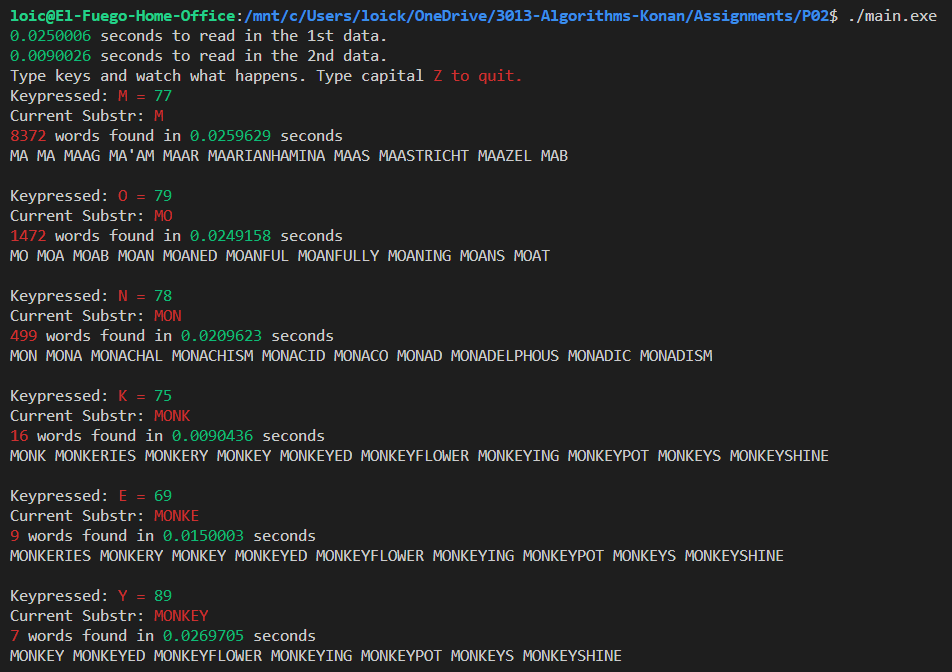 loic@El-Fuego-Home-Office:/mnt/c/Users/loick/OneDrive/3013-Algorithms-Konan/Assignments/P02$ ./main.exe
0.0250006 seconds to read in the 1st data.
0.0090026 seconds to read in the 2nd data.
Type keys and watch what happens. Type capital Z to quit.
Keypressed: M = 77
Current Substr: M
8372 words found in 0.0259629 seconds
MA MA MAAG MA'AM MAAR MAARIANHAMINA MAAS MAASTRICHT MAAZEL MAB
Keypressed: O = 79
Current Substr: MO
1472 words found in 0.0249158 seconds
MO MOA MOAB MOAN MOANED MOANFUL MOANFULLY MOANING MOANS MOAT
Keypressed: N = 78
Current Substr: MON
499 words found in 0.0209623 seconds
MON MONA MONACHAL MONACHISM MONACID MONACO MONAD MONADELPHOUS MONADIC MONADISM
Keypressed: K = 75
Current Substr: MONK
16 words found in 0.0090436 seconds
MONK MONKERIES MONKERY MONKEY MONKEYED MONKEYFLOWER MONKEYING MONKEYPOT MONKEYS MONKEYSHINE
Keypressed: E = 69
Current Substr: MONKE
9 words found in 0.0150003 seconds
MONKERIES MONKERY MONKEY MONKEYED MONKEYFLOWER MONKEYING MONKEYPOT MONKEYS MONKEYSHINE
Keypressed: Y = 89
Current Substr: MONKEY
7 words found in 0.0269705 seconds
MONKEY MONKEYED MONKEYFLOWER MONKEYING MONKEYPOT MONKEYS MONKEYSHINE